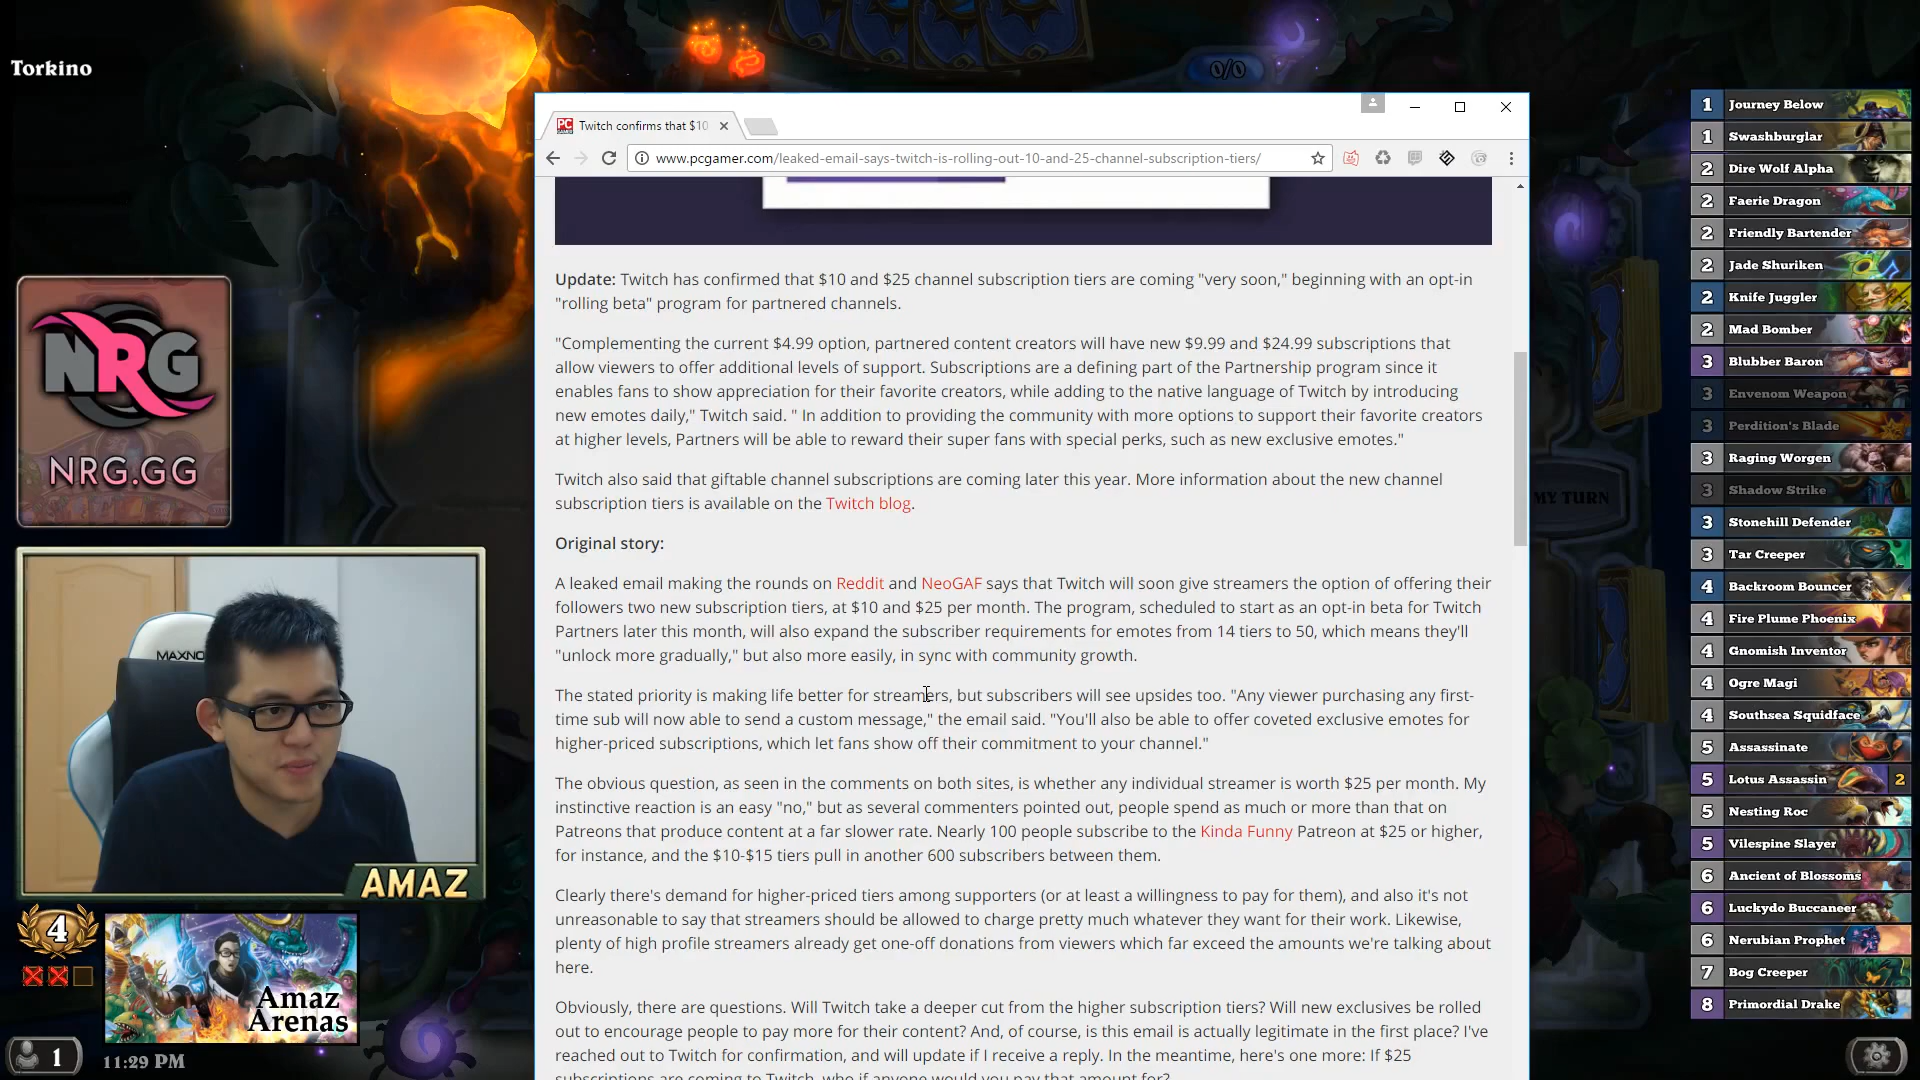 Torkino
0/0
Twitch confirms that $10
www.pcgamer.com/leaked-email-says-twitch-is-rolling-out-10-and-25-channel-subscription-tiers/
Update: Twitch has confirmed that $10 and $25 channel subscription tiers are coming "very soon," beginning with an opt-in
"rolling beta" program for partnered channels.
"Complementing the current $4.99 option, partnered content creators will have new $9.99 and $24.99 subscriptions that
allow viewers to offer additional levels of support. Subscriptions are a defining part of the Partnership program since it
enables fans to show appreciation for their favorite creators, while adding to the native language of Twitch by introducing
new emotes daily," Twitch said. " In addition to providing the community with more options to support their favorite creators
at higher levels, Partners will be able to reward their super fans with special perks, such as new exclusive emotes."
Twitch also said that giftable channel subscriptions are coming later this year. More information about the new channel
subscription tiers is available on the Twitch blog.
Original story:
A leaked email making the rounds on Reddit and NeoGAF says that Twitch will soon give streamers the option of offering their
followers two new subscription tiers, at $10 and $25 per month. The program, scheduled to start as an opt-in beta for Twitch
Partners later this month, will also expand the subscriber requirements for emotes from 14 tiers to 50, which means they'll
"unlock more gradually," but also more easily, in sync with community growth.
The stated priority is making life better for streamers, but subscribers will see upsides too. "Any viewer purchasing any first-
time sub will now able to send a custom message," the email said. "You'll also be able to offer coveted exclusive emotes for
higher-priced subscriptions, which let fans show off their commitment to your channel."
The obvious question, as seen in the comments on both sites, is whether any individual streamer is worth $25 per month. My
instinctive reaction is an easy "no," but as several commenters pointed out, people spend as much or more than that on
Patreons that produce content at a far slower rate. Nearly 100 people subscribe to the Kinda Funny Patreon at $25 or higher,
for instance, and the $10-$15 tiers pull in another 600 subscribers between them.
Clearly there's demand for higher-priced tiers among supporters (or at least a willingness to pay for them), and also it's not
unreasonable to say that streamers should be allowed to charge pretty much whatever they want for their work. Likewise,
plenty of high profile streamers already get one-off donations from viewers which far exceed the amounts we're talking about
here.
Obviously, there are questions. Will Twitch take a deeper cut from the higher subscription tiers? Will new exclusives be rolled
out to encourage people to pay more for their content? And, of course, is this email is actually legitimate in the first place? I've
reached out to Twitch for confirmation, and will update if I receive a reply. In the meantime, here's one more: If $25
subscriptions are coming to Twitch, who if anyone would you pay that amount for?
NRG
NRG.GG
MAXNO
AMAZ
4
Amaz
Arenas
1
11:29 PM
MY TURN
1 Journey Below
1 Swashburglar
2 Dire Wolf Alpha
2 Faerie Dragon
2 Friendly Bartender
2 Jade Shuriken
2 Knife Juggler
2 Mad Bomber
3 Blubber Baron
3 Envenom Weapon
3 Perdition's Blade
3 Raging Worgen
3 Shadow Strike
3 Stonehill Defender
3 Tar Creeper
4 Backroom Bouncer
4 Fire Plume Phoenix
4 Gnomish Inventor
4 Ogre Magi
4 Southsea Squidface
5 Assassinate
5 Lotus Assassin 2
5 Nesting Roc
5 Vilespine Slayer
6 Ancient of Blossoms
6 Luckydo Buccaneer
6 Nerubian Prophet
7 Bog Creeper
8 Primordial Drake